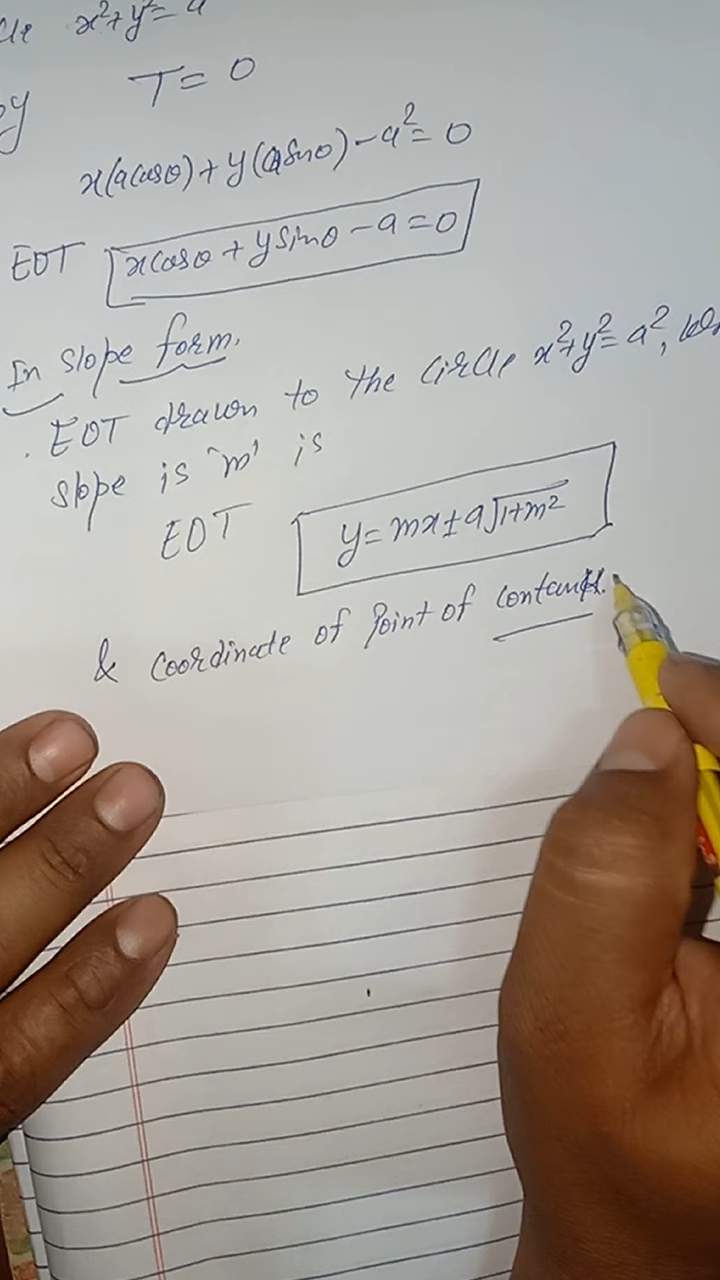 x²+y²= a
T = 0
x(acosθ)+y(asinθ)-a²=0
EOT xcosθ + ysinθ - a = 0
In slope form.
EOT drawn to the circle x²+y²= a²,
slope is 'm' is
EOT y = mx ± a√1+m²
& Coordinate of Point of